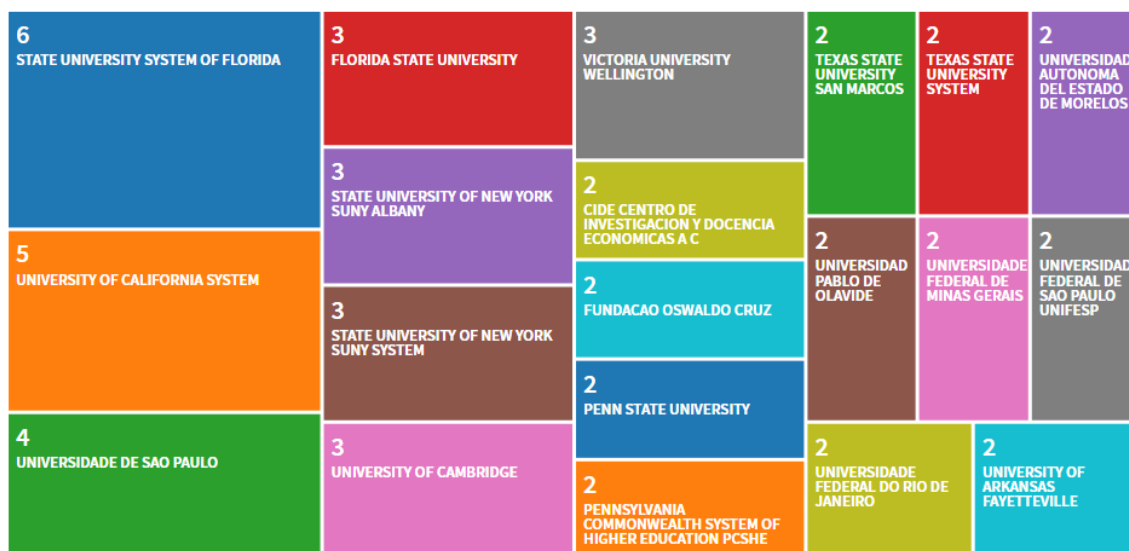 6
STATE UNIVERSITY SYSTEM OF FLORIDA
5
UNIVERSITY OF CALIFORNIA SYSTEM
4
UNIVERSIDADE DE SAO PAULO
3
FLORIDA STATE UNIVERSITY
3
STATE UNIVERSITY OF NEW YORK
SUNY ALBANY
3
STATE UNIVERSITY OF NEW YORK
SUNY SYSTEM
3
UNIVERSITY OF CAMBRIDGE
3
VICTORIA UNIVERSITY
WELLINGTON
2
CIDE CENTRO DE
INVESTIGACION Y DOCENCIA
ECONOMICAS A C
2
FUNDACAO OSWALDO CRUZ
2
PENN STATE UNIVERSITY
2
PENNSYLVANIA
COMMONWEALTH SYSTEM OF
HIGHER EDUCATION PCSHE
2
TEXAS STATE
UNIVERSITY
SAN MARCOS
2
TEXAS STATE
UNIVERSITY
SYSTEM
2
UNIVERSIDAD
AUTONOMA
DEL ESTADO
DE MORELOS
2
UNIVERSIDAD
PABLO DE
OLAVIDE
2
UNIVERSIDADE
FEDERAL DE
MINAS GERAIS
2
UNIVERSIDAD
FEDERAL DE
SAO PAULO
UNIFESP
2
UNIVERSIDADE
FEDERAL DO RIO DE
JANEIRO
2
UNIVERSITY OF
ARKANSAS
FAYETTEVILLE